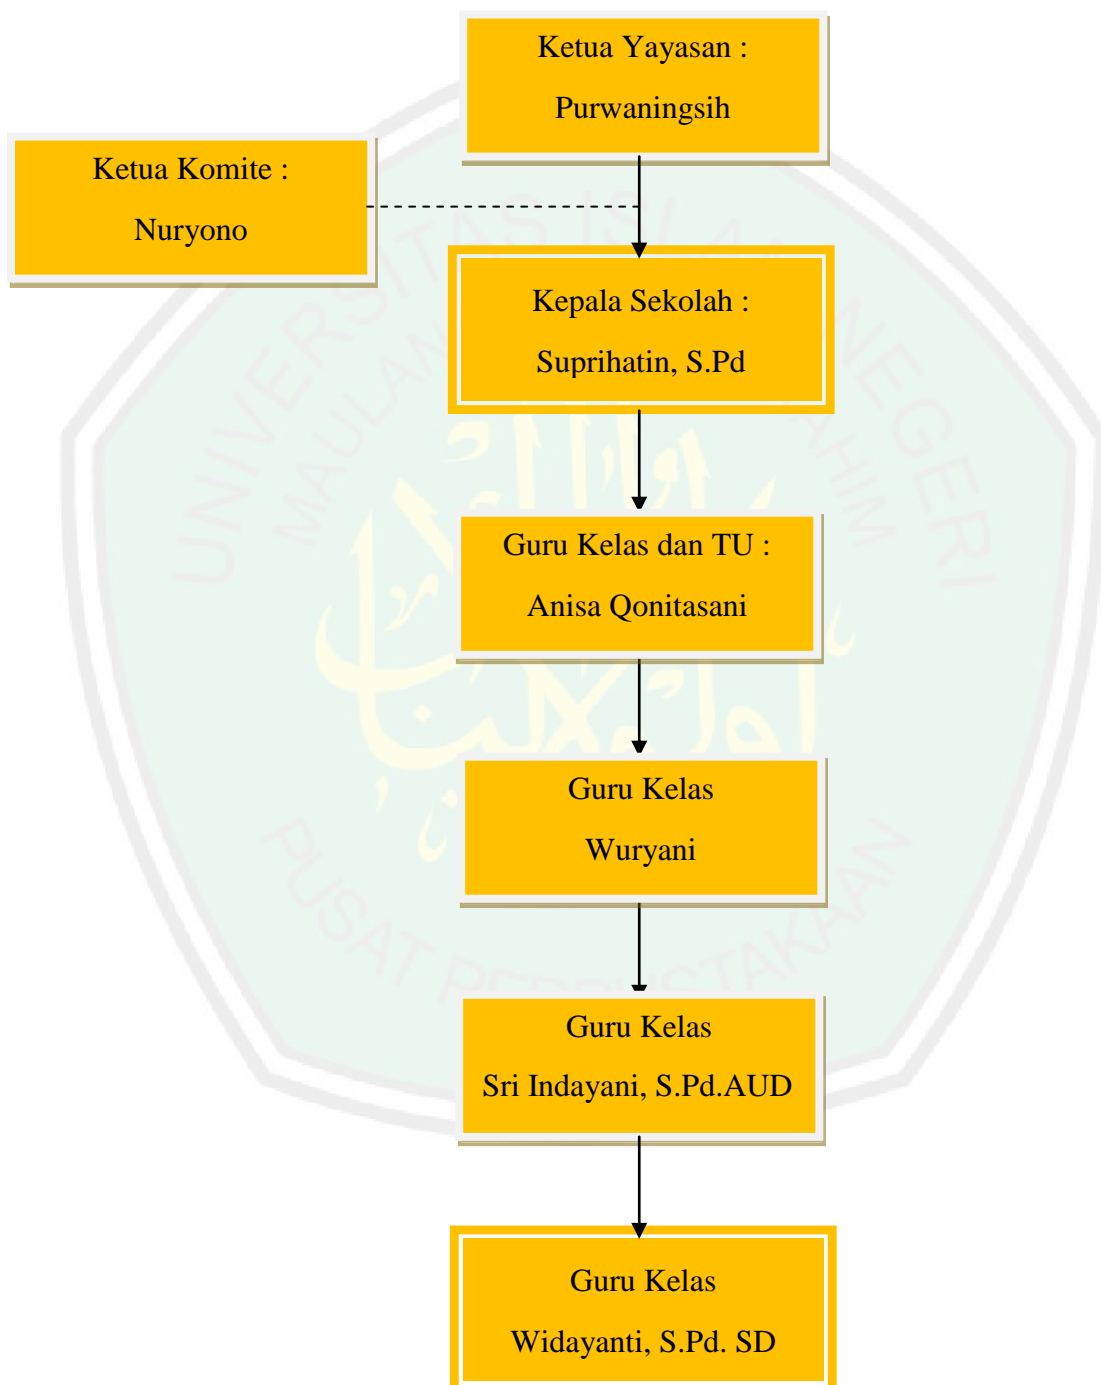 Ketua Yayasan :
Purwaningsih
Ketua Komite :
Nuryono
Kepala Sekolah :
Suprihatin, S.Pd
Guru Kelas dan TU :
Anisa Qonitasani
Guru Kelas
Wuryani
Guru Kelas
Sri Indayani, S.Pd.AUD
Guru Kelas
Widayanti, S.Pd. SD